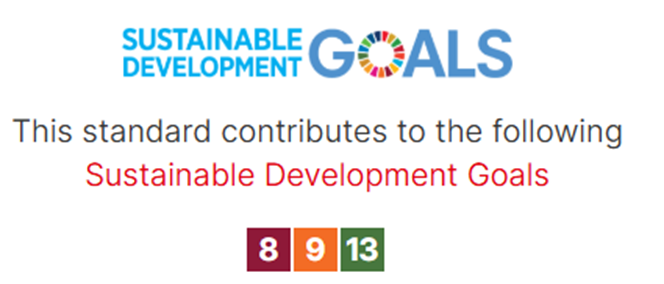 SUSTAINABLE
DEVELOPMENT GOALS
This standard contributes to the following
Sustainable Development Goals
8 9 13